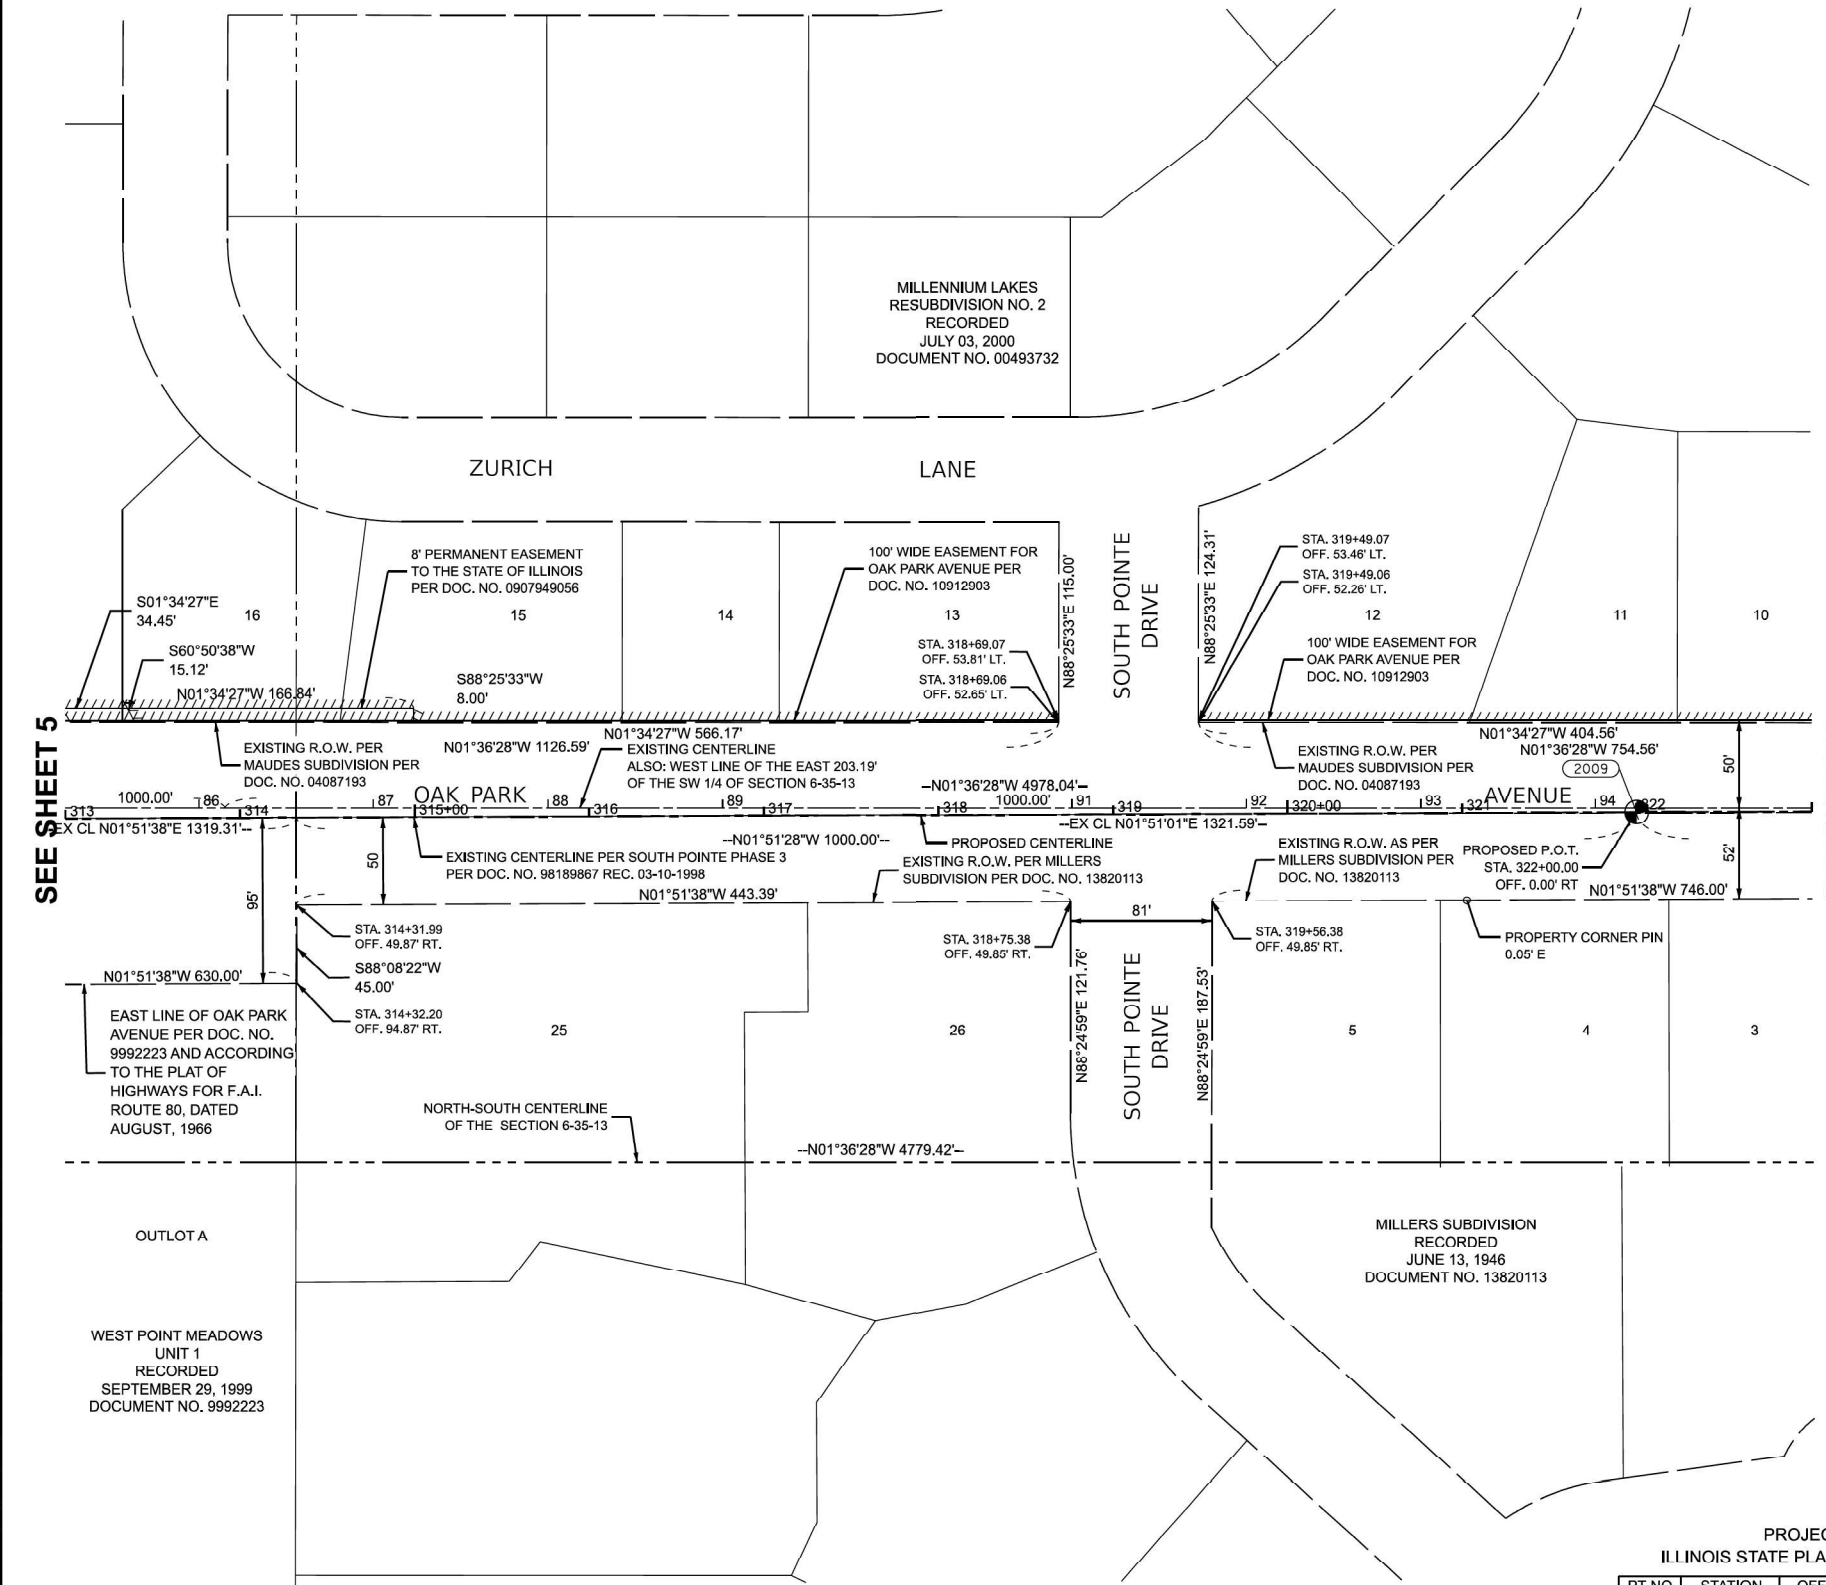 MILLENNIUM LAKES
RESUBDIVISION NO. 2
RECORDED
JULY 03, 2000
DOCUMENT NO. 00493732
ZURICH LANE
SEE SHEET 5
S01°34'27"E
34.45'
16
S60°50'38"W
15.12'
N01°34'27"W 166.84'
8' PERMANENT EASEMENT
TO THE STATE OF ILLINOIS
PER DOC. NO. 0907949056
15
S88°25'33"W
8.00'
14
100' WIDE EASEMENT FOR
OAK PARK AVENUE PER
DOC. NO. 10912903
13
STA. 318+69.07
OFF. 53.81' LT.
STA. 318+69.06
OFF. 52.65' LT.
N88°25'33"E 115.00'
SOUTH POINTE
DRIVE
N88°25'33"E 124.31'
STA. 319+49.07
OFF. 53.46' LT.
STA. 319+49.06
OFF. 52.26' LT.
12
11
10
100' WIDE EASEMENT FOR
OAK PARK AVENUE PER
DOC. NO. 10912903
EXISTING R.O.W. PER
MAUDES SUBDIVISION PER
DOC. NO. 04087193
N01°36'28"W 1126.59'
N01°34'27"W 566.17'
EXISTING CENTERLINE
ALSO: WEST LINE OF THE EAST 203.19'
OF THE SW 1/4 OF SECTION 6-35-13
--N01°36'28"W 4978.04'--
EXISTING R.O.W. PER
MAUDES SUBDIVISION PER
DOC. NO. 04087193
N01°34'27"W 404.56'
N01°36'28"W 754.56'
2009
50'
1000.00' 86 87 OAK PARK 88 89 1000.00' 91 92 93 AVENUE 94
313 314 315+00 316 317 318 319 320+00 321 322
EX CL N01°51'38"E 1319.31'--
--N01°51'28"W 1000.00'--
PROPOSED CENTERLINE
--EX CL N01°51'01"E 1321.59'--
EXISTING CENTERLINE PER SOUTH POINTE PHASE 3
PER DOC. NO. 98189867 REC. 03-10-1998
50
95'
N01°51'38"W 443.39'
EXISTING R.O.W. PER MILLERS
SUBDIVISION PER DOC. NO. 13820113
EXISTING R.O.W. AS PER
MILLERS SUBDIVISION PER
DOC. NO. 13820113
PROPOSED P.O.T.
STA. 322+00.00
OFF. 0.00' RT
N01°51'38"W 746.00'
52'
STA. 314+31.99
OFF. 49.87' RT.
S88°08'22"W
45.00'
STA. 314+32.20
OFF. 94.87' RT.
N01°51'38"W 630.00'
EAST LINE OF OAK PARK
AVENUE PER DOC. NO.
9992223 AND ACCORDING
TO THE PLAT OF
HIGHWAYS FOR F.A.I.
ROUTE 80, DATED
AUGUST, 1966
25
26
STA. 318+75.38
OFF. 49.85' RT.
81'
STA. 319+56.38
OFF. 49.85' RT.
N88°24'59"E 121.76'
SOUTH POINTE
DRIVE
N88°24'59"E 187.53'
PROPERTY CORNER PIN
0.05' E
5
4
3
NORTH-SOUTH CENTERLINE
OF THE SECTION 6-35-13
--N01°36'28"W 4779.42'--
OUTLOT A
MILLERS SUBDIVISION
RECORDED
JUNE 13, 1946
DOCUMENT NO. 13820113
WEST POINT MEADOWS
UNIT 1
RECORDED
SEPTEMBER 29, 1999
DOCUMENT NO. 9992223
PROJEC
ILLINOIS STATE PLA
PT NO STATION OFF